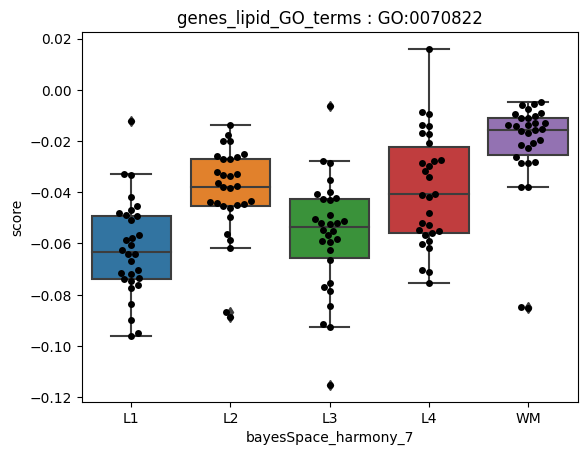 genes_lipid_GO_terms : GO:0070822
0.02
0.00
−0.02
−0.04
−0.06
−0.08
−0.10
−0.12
score
L1 L2 L3 L4 WM
bayesSpace_harmony_7